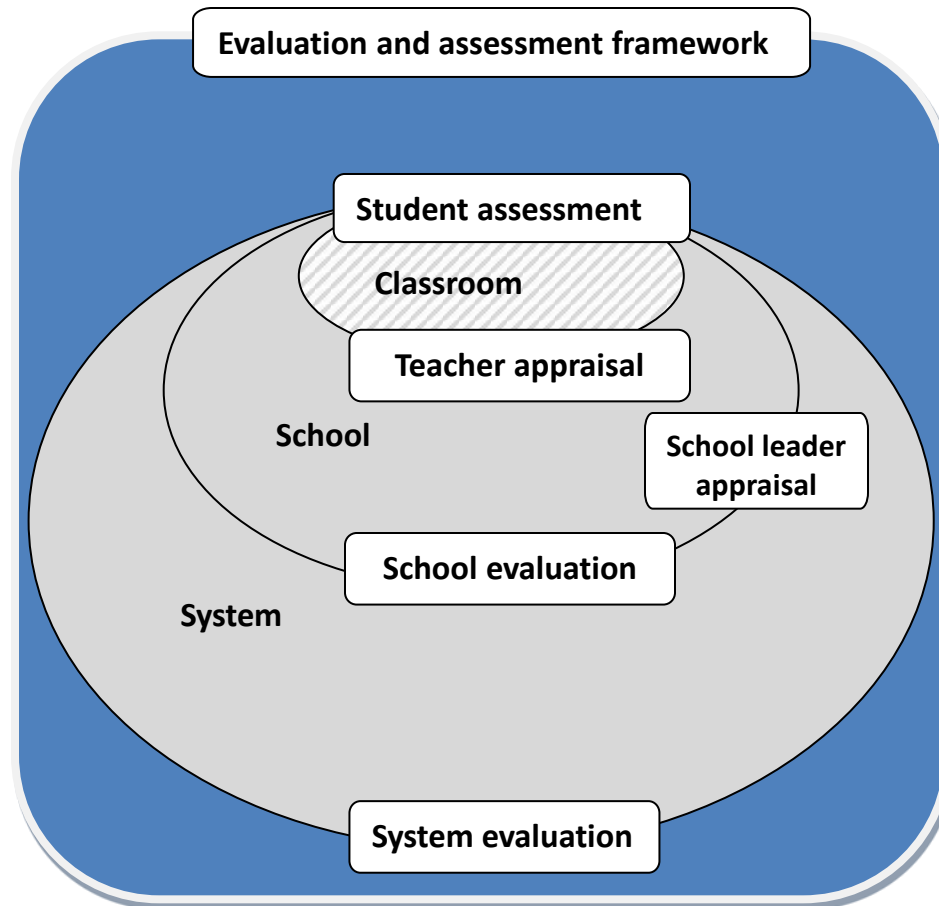 Evaluation and assessment framework
Student assessment
Classroom
Teacher appraisal
School
School leader
appraisal
School evaluation
System
System evaluation